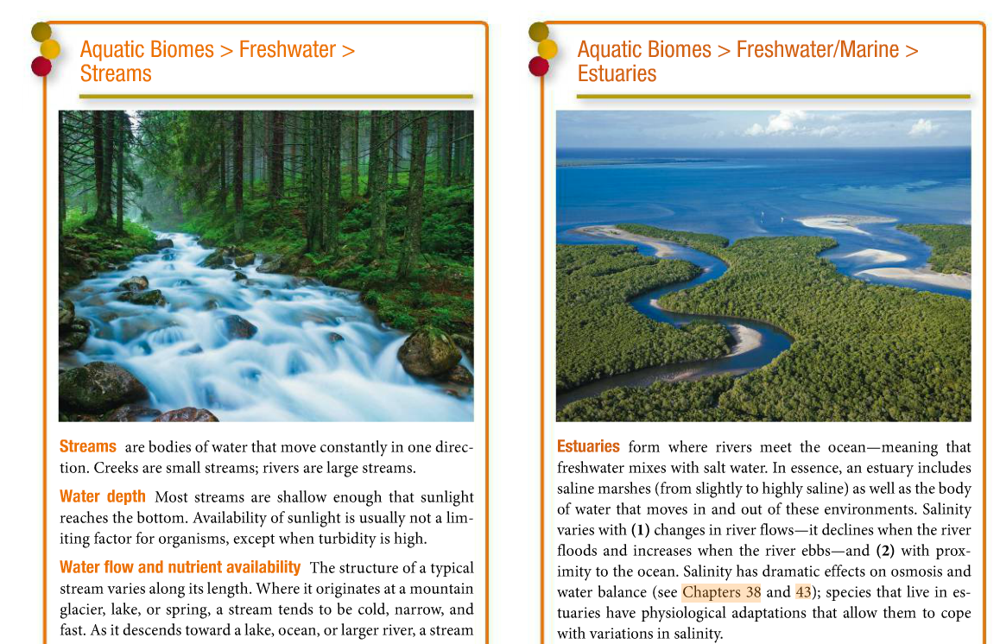 Aquatic Biomes > Freshwater >
Streams
Streams are bodies of water that move constantly in one direc-
tion. Creeks are small streams; rivers are large streams.
Water depth Most streams are shallow enough that sunlight
reaches the bottom. Availability of sunlight is usually not a lim-
iting factor for organisms, except when turbidity is high.
Water flow and nutrient availability The structure of a typical
stream varies along its length. Where it originates at a mountain
glacier, lake, or spring, a stream tends to be cold, narrow, and
fast. As it descends toward a lake, ocean, or larger river, a stream
Aquatic Biomes > Freshwater/Marine >
Estuaries
Estuaries form where rivers meet the ocean—meaning that
freshwater mixes with salt water. In essence, an estuary includes
saline marshes (from slightly to highly saline) as well as the body
of water that moves in and out of these environments. Salinity
varies with (1) changes in river flows—it declines when the river
floods and increases when the river ebbs—and (2) with prox-
imity to the ocean. Salinity has dramatic effects on osmosis and
water balance (see Chapters 38 and 43); species that live in es-
tuaries have physiological adaptations that allow them to cope
with variations in salinity.